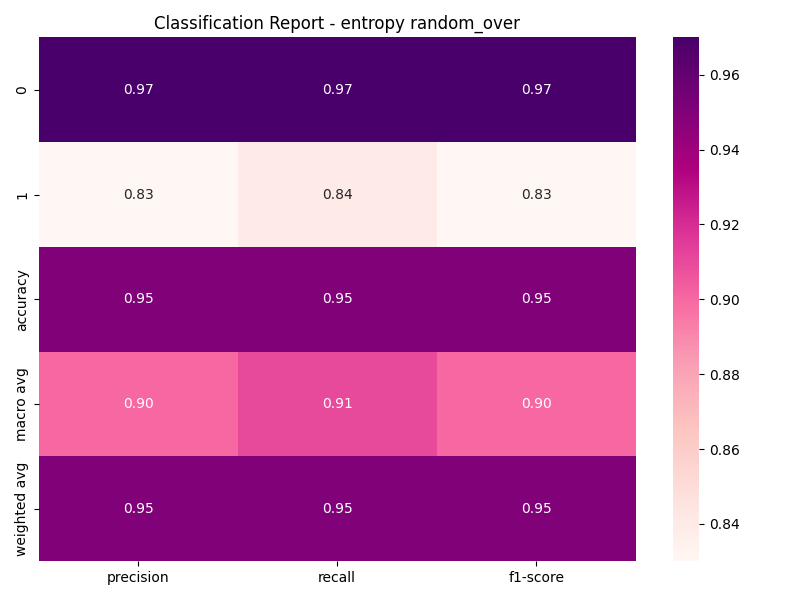 Classification Report - entropy random_over
0 0.97 0.97 0.97
1 0.83 0.84 0.83
accuracy 0.95 0.95 0.95
macro avg 0.90 0.91 0.90
weighted avg 0.95 0.95 0.95
precision recall f1-score
0.96
0.94
0.92
0.90
0.88
0.86
0.84